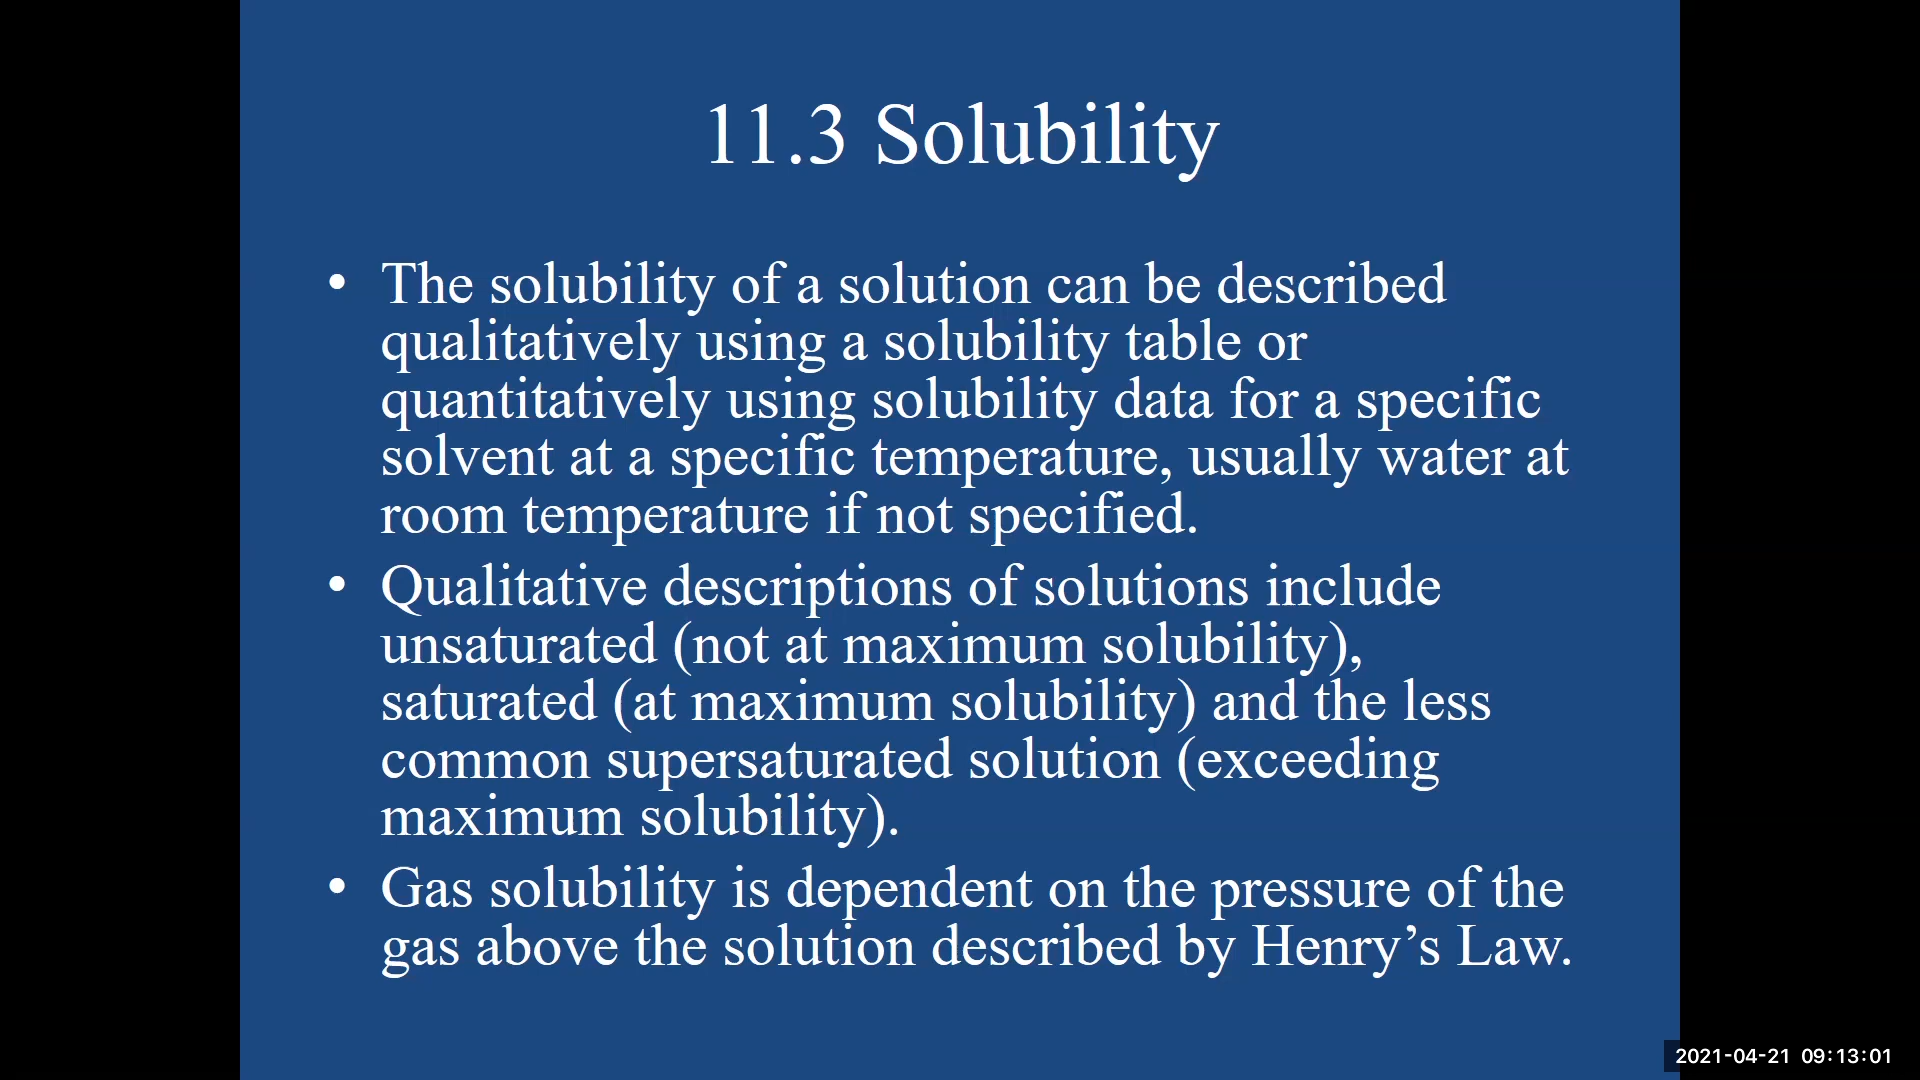 11.3 Solubility
• The solubility of a solution can be described
qualitatively using a solubility table or
quantitatively using solubility data for a specific
solvent at a specific temperature, usually water at
room temperature if not specified.
• Qualitative descriptions of solutions include
unsaturated (not at maximum solubility),
saturated (at maximum solubility) and the less
common supersaturated solution (exceeding
maximum solubility).
• Gas solubility is dependent on the pressure of the
gas above the solution described by Henry’s Law.
2021-04-21 09:13:01